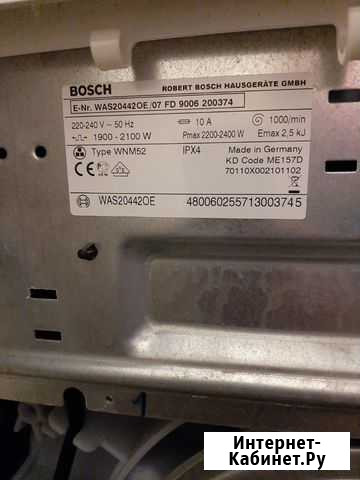 BOSCH
ROBERT BOSCH HAUSGERÄTE GMBH
E-Nr. WAS20442OE/07 FD 9006 200374
220-240 V ~ 50 Hz 10 A 1000/min
1900 - 2100 W Pmax 2200-2400 W Emax 2,5 kJ
Type WNM52 IPX4 Made in Germany
KD Code ME157D
70110X002101102
WAS20442OE 480060255713003745
1
Интернет-
Кабинет.Ру